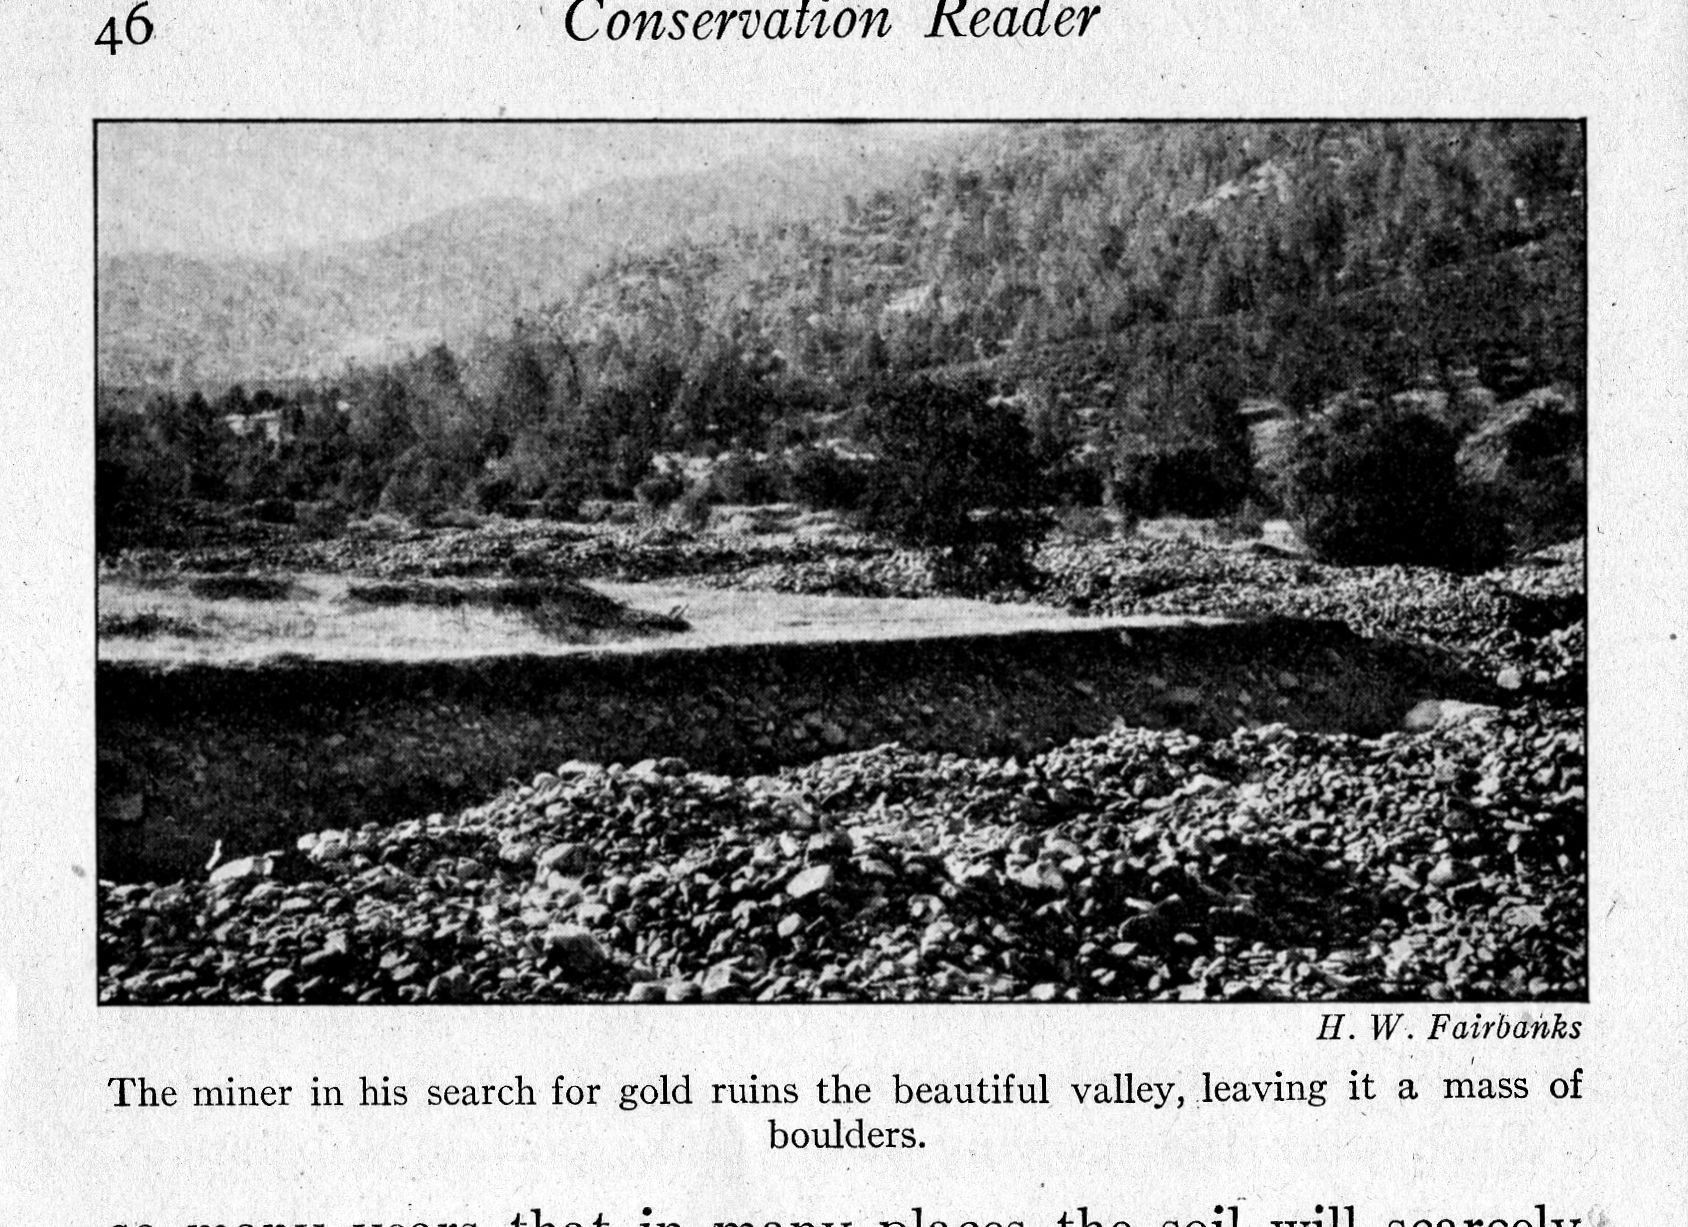 46 Conservation Reader
H. W. Fairbanks
The miner in his search for gold ruins the beautiful valley, leaving it a mass of
boulders.
so many years that in many places the soil will scarcely